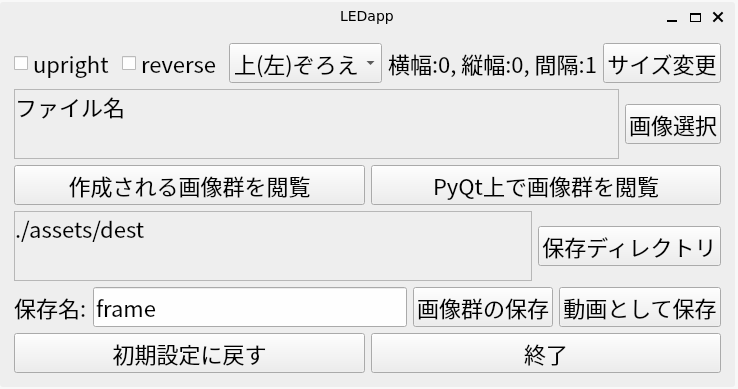 LEDapp
upright reverse 上(左)ぞろえ 横幅:0, 縦幅:0, 間隔:1 サイズ変更
ファイル名
画像選択
作成される画像群を閲覧 PyQt上で画像群を閲覧
./assets/dest
保存ディレクトリ
保存名: frame 画像群の保存 動画として保存
初期設定に戻す 終了